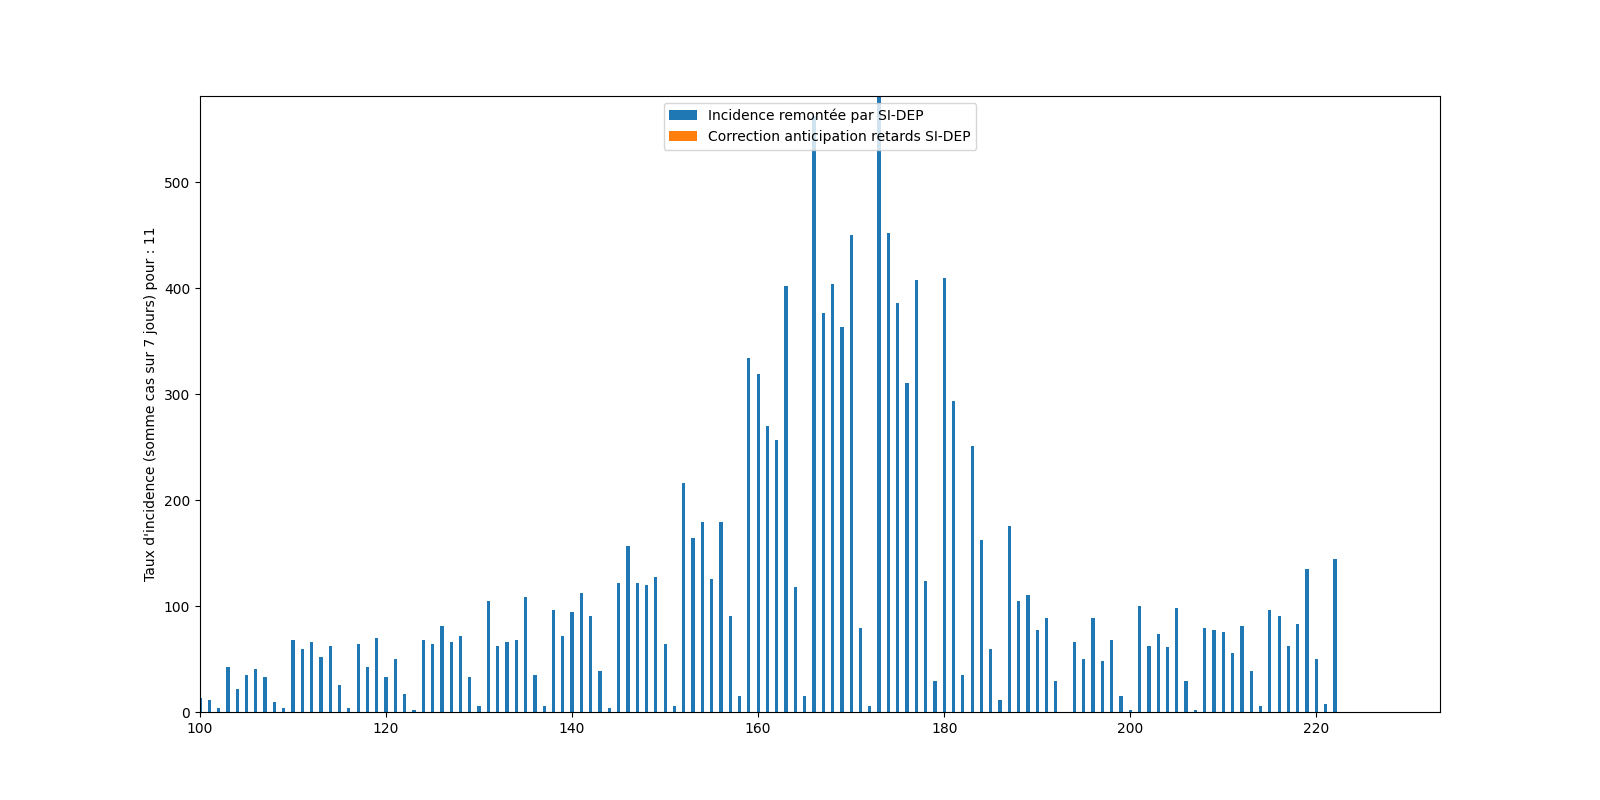 Incidence remontée par SI-DEP
Correction anticipation retards SI-DEP
Taux d'incidence (somme cas sur 7 jours) pour : 11
500
400
300
200
100
0
100 120 140 160 180 200 220